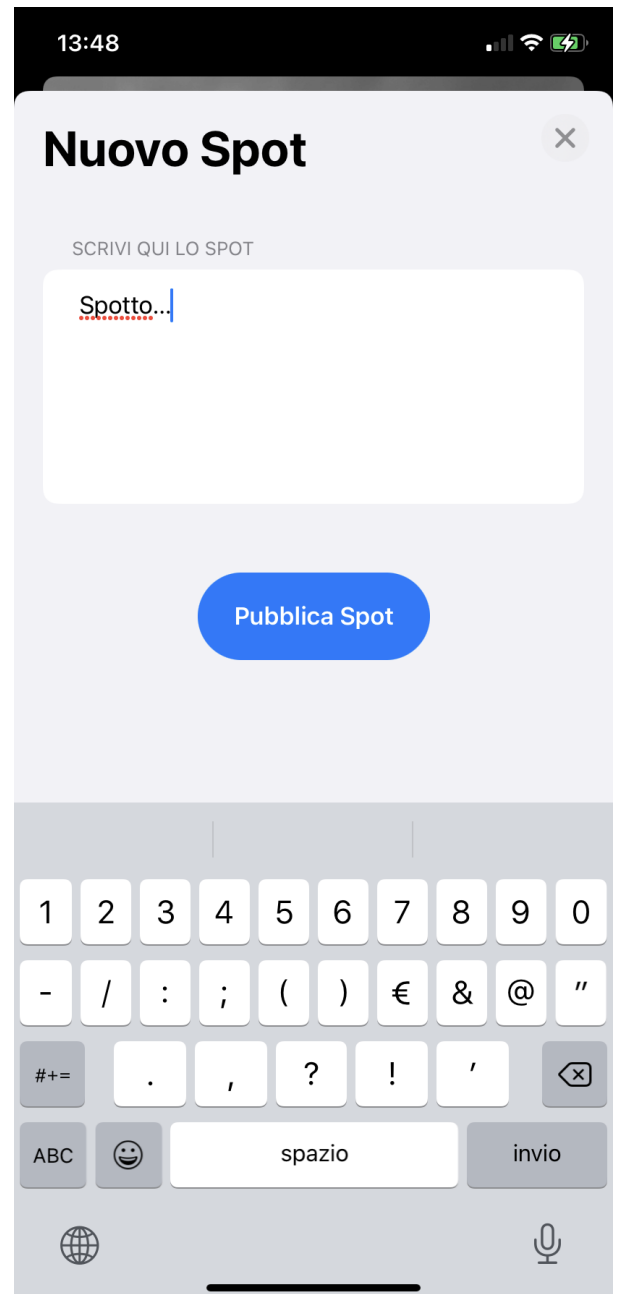 13:48
Nuovo Spot
SCRIVI QUI LO SPOT
Spotto...
Pubblica Spot
1 2 3 4 5 6 7 8 9 0
- / : ; ( ) € & @ "
#+= . , ? ! '
ABC spazio invio